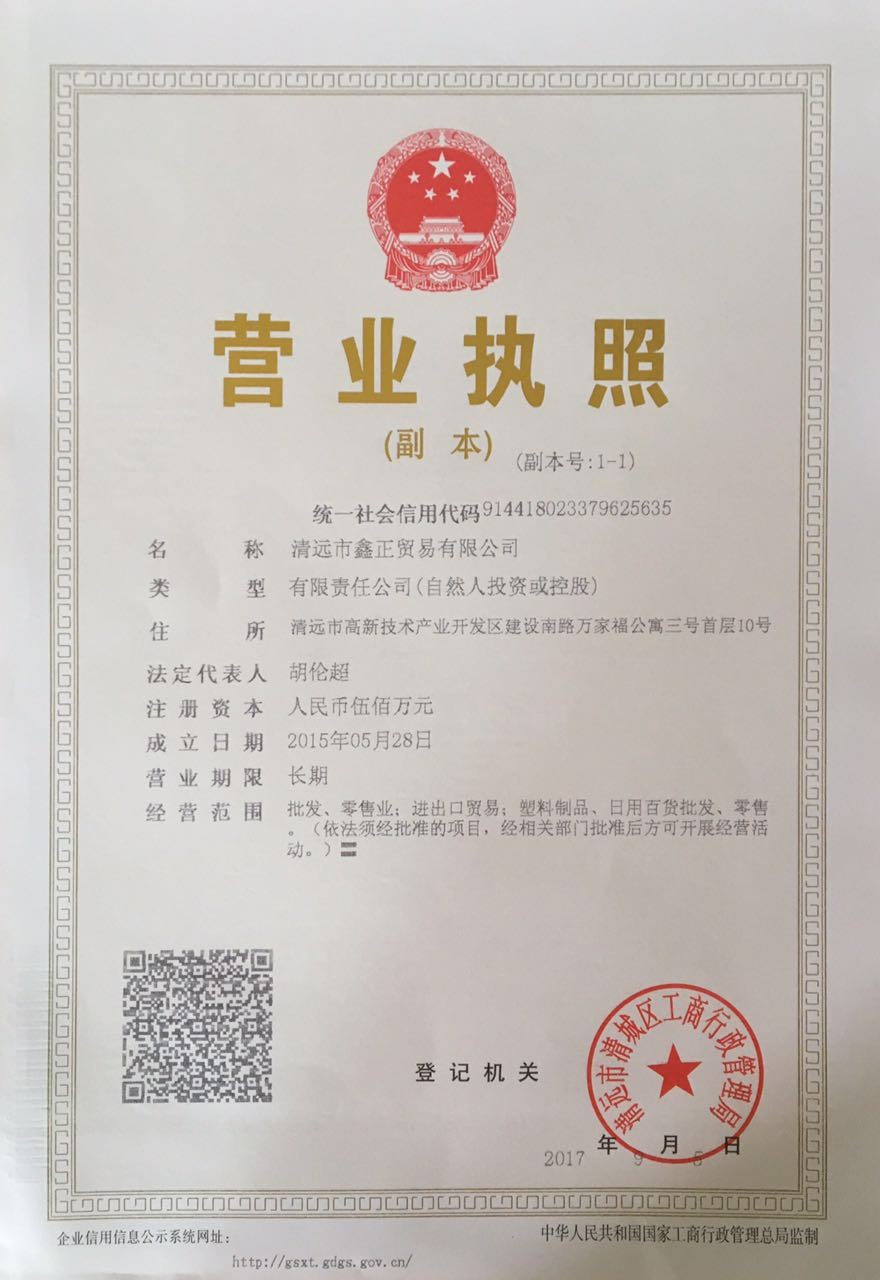 营业执照
(副 本)
(副本号:1-1)
统一社会信用代码914418023379625635
名 称 清远市鑫正贸易有限公司
类 型 有限责任公司(自然人投资或控股)
住 所 清远市高新技术产业开发区建设南路万家福公寓三号首层10号
法定代表人 胡伦超
注册资本 人民币伍佰万元
成立日期 2015年05月28日
营业期限 长期
经营范围 批发、零售业；进出口贸易；塑料制品、日用百货批发、零售
。（依法须经批准的项目，经相关部门批准后方可开展经营活
动。）
清远市清城区工商行政管理局
登记机关
2017 年 9 月 5 日
企业信用信息公示系统网址：
http://gsxt.gdgs.gov.cn/
中华人民共和国国家工商行政管理总局监制